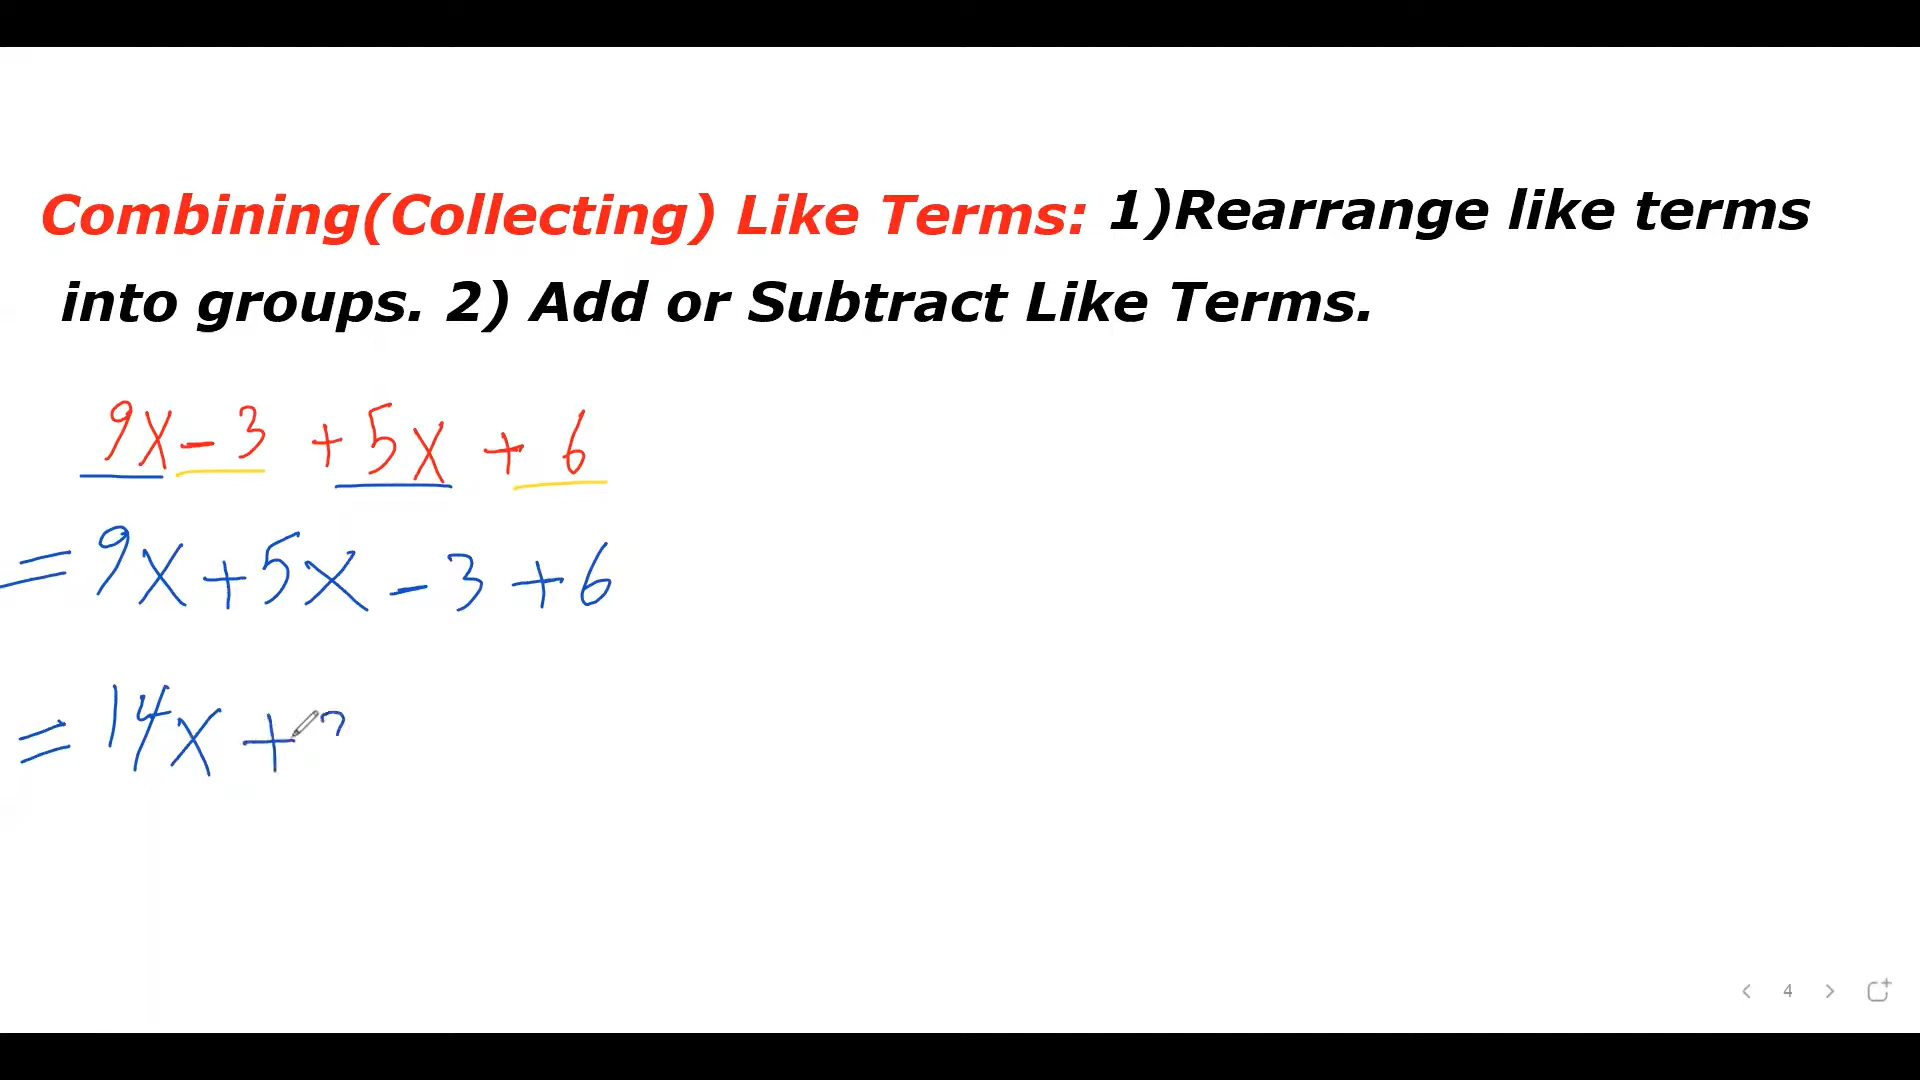 Combining(Collecting) Like Terms: 1)Rearrange like terms
into groups. 2) Add or Subtract Like Terms.
9x - 3 + 5x + 6
= 9x + 5x - 3 + 6
= 14x +
4